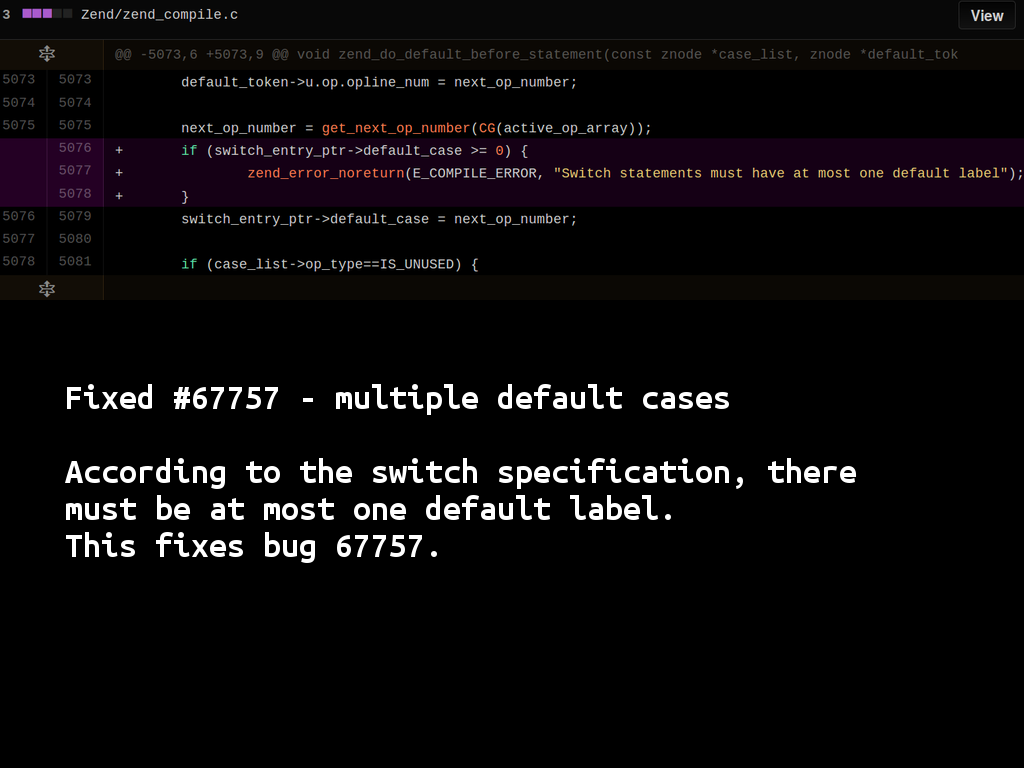 3 Zend/zend_compile.c View
@@ -5073,6 +5073,9 @@ void zend_do_default_before_statement(const znode *case_list, znode *default_tok
5073 5073 default_token->u.op.opline_num = next_op_number;
5074 5074
5075 5075 next_op_number = get_next_op_number(CG(active_op_array));
5076 + if (switch_entry_ptr->default_case >= 0) {
5077 + zend_error_noreturn(E_COMPILE_ERROR, "Switch statements must have at most one default label");
5078 + }
5076 5079 switch_entry_ptr->default_case = next_op_number;
5077 5080
5078 5081 if (case_list->op_type==IS_UNUSED) {
Fixed #67757 - multiple default cases
According to the switch specification, there
must be at most one default label.
This fixes bug 67757.